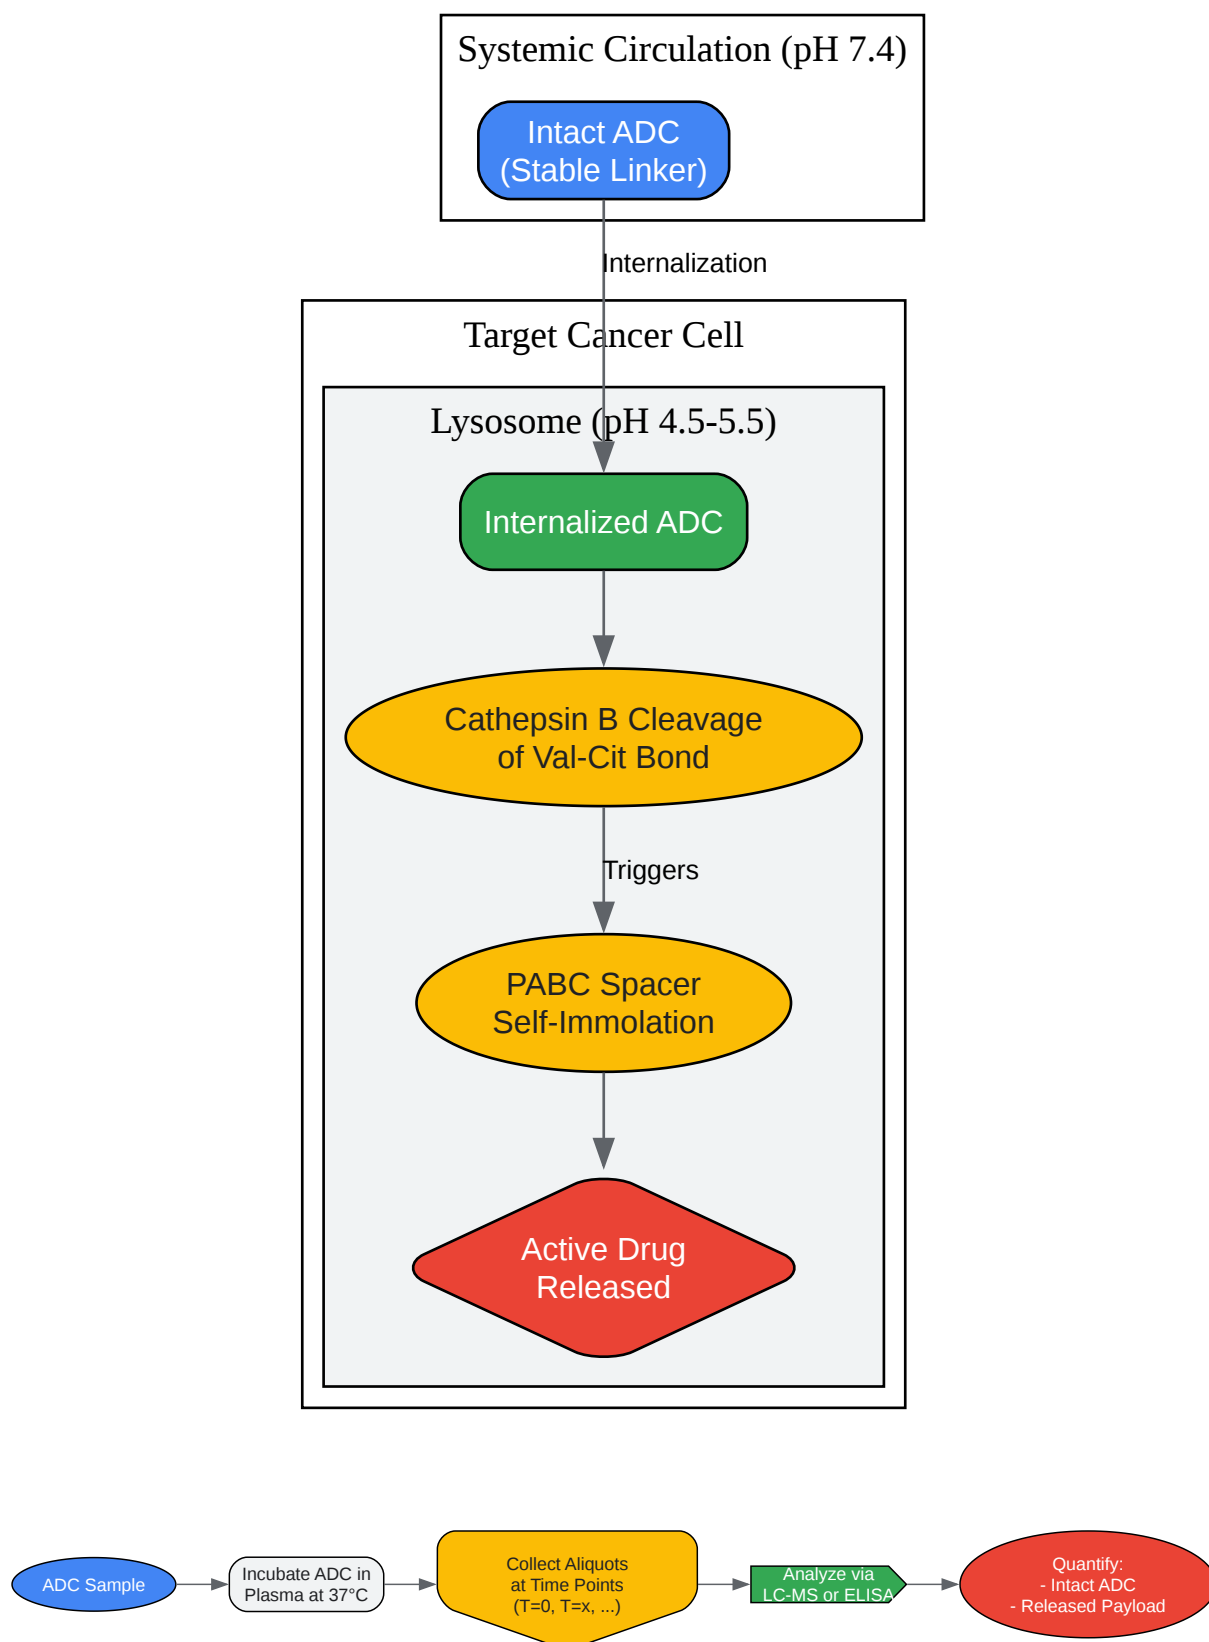 Systemic Circulation (pH 7.4)
Intact ADC
(Stable Linker)
Internalization
Target Cancer Cell
Lysosome (pH 4.5-5.5)
Internalized ADC
Cathepsin B Cleavage
of Val-Cit Bond
Triggers
PABC Spacer
Self-Immolation
Active Drug
Released
ADC Sample
Incubate ADC in
Plasma at 37°C
Collect Aliquots
at Time Points
(T=0, T=x, ...)
Analyze via
LC-MS or ELISA
Quantify:
- Intact ADC
- Released Payload